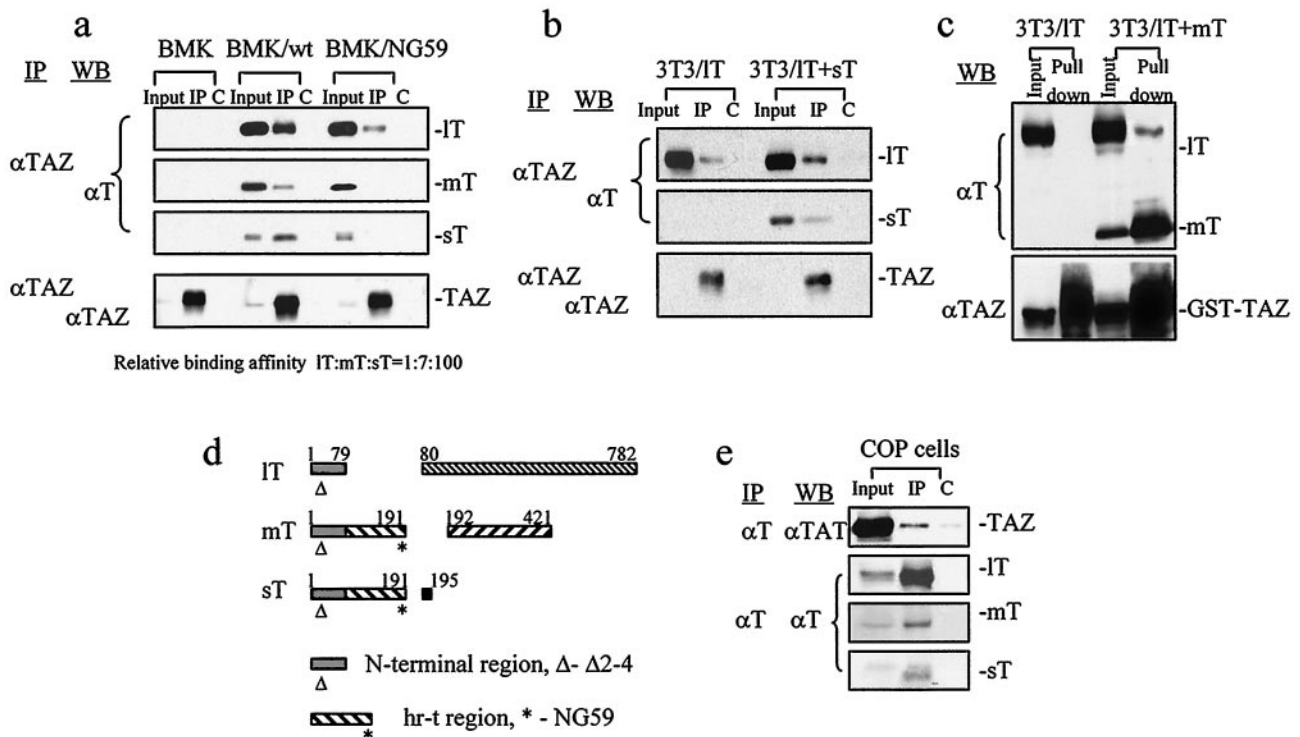 a
BMK BMK/wt BMK/NG59
IP WB
Input IP C Input IP C Input IP C
-lT
αTAZ
αT
-mT
-sT
αTAZ
αTAZ
-TAZ
Relative binding affinity lT:mT:sT=1:7:100
b
3T3/lT 3T3/lT+sT
IP WB
Input IP C Input IP C
αTAZ
αT
-lT
-sT
αTAZ
αTAZ
-TAZ
c
3T3/lT 3T3/lT+mT
WB
Input Pull down Input Pull down
-lT
αT
-mT
αTAZ
-GST-TAZ
d
1 79 80 782
lT
Δ
1 191 192 421
mT
Δ *
1 191 195
sT
Δ *
N-terminal region, Δ- Δ2-4
Δ
hr-t region, * - NG59
*
e
COP cells
IP WB Input IP C
αT αTAT -TAZ
-lT
αT αT -mT
-sT